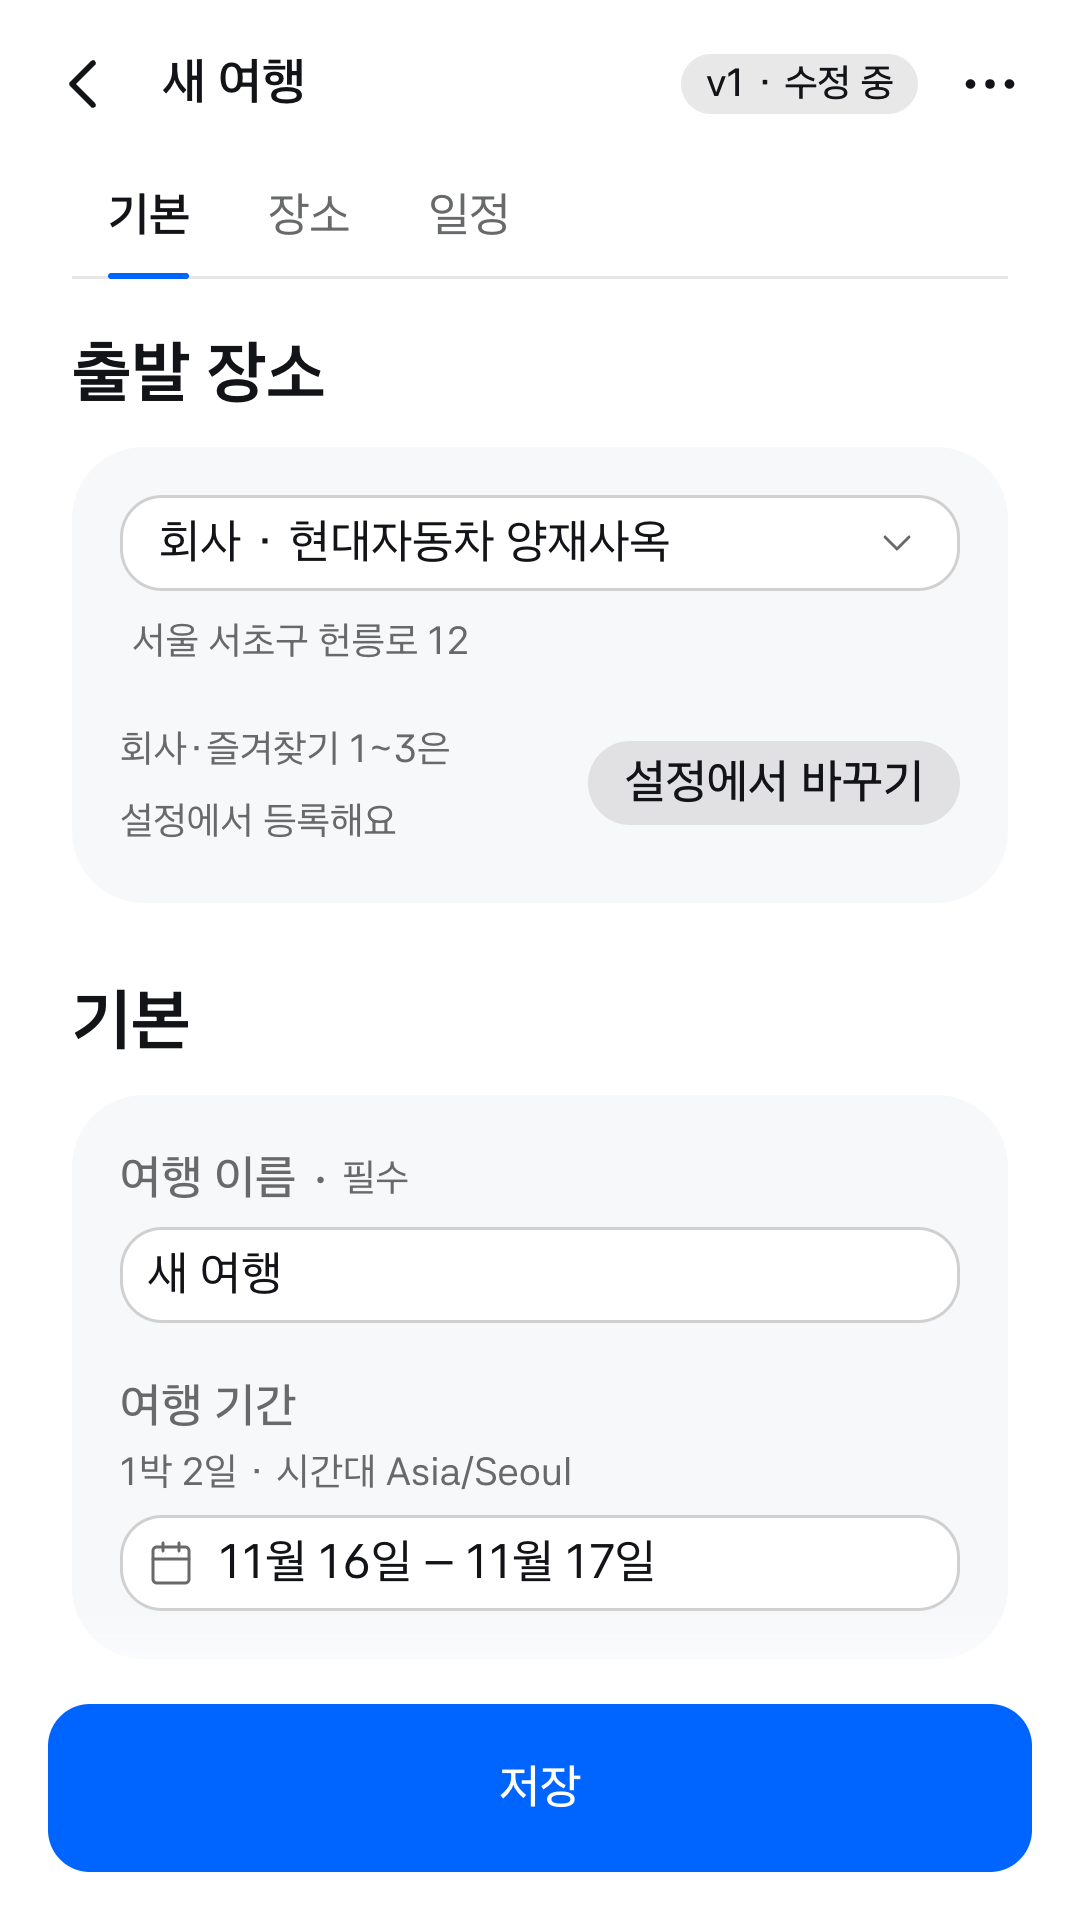 새 여행
v1 · 수정 중
기본
장소
일정
출발 장소
회사 · 현대자동차 양재사옥
서울 서초구 헌릉로 12
회사·즐겨찾기 1~3은
설정에서 등록해요
설정에서 바꾸기
기본
여행 이름 · 필수
새 여행
여행 기간
1박 2일 · 시간대 Asia/Seoul
11월 16일 – 11월 17일
저장